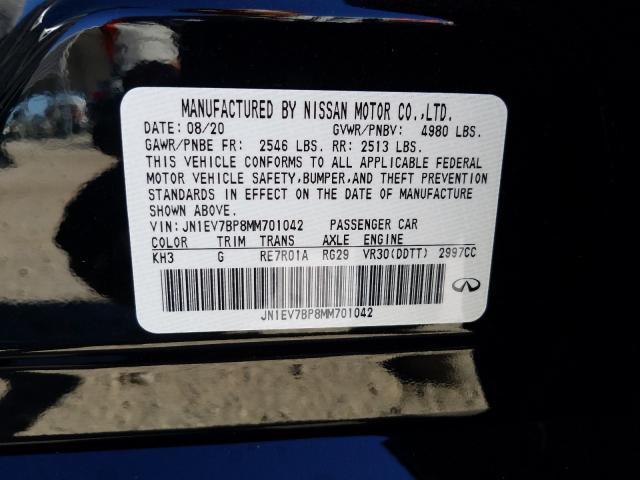 MANUFACTURED BY NISSAN MOTOR CO.,LTD.
DATE: 08/20 GVWR/PNBV: 4980 LBS.
GAWR/PNBE FR: 2546 LBS. RR: 2513 LBS.
THIS VEHICLE CONFORMS TO ALL APPLICABLE FEDERAL
MOTOR VEHICLE SAFETY,BUMPER,AND THEFT PREVENTION
STANDARDS IN EFFECT ON THE DATE OF MANUFACTURE
SHOWN ABOVE.
VIN: JN1EV7BP8MM701042 PASSENGER CAR
COLOR TRIM TRANS AXLE ENGINE
KH3 G RE7R01A RG29 VR30(DDTT) 2997CC
JN1EV7BP8MM701042